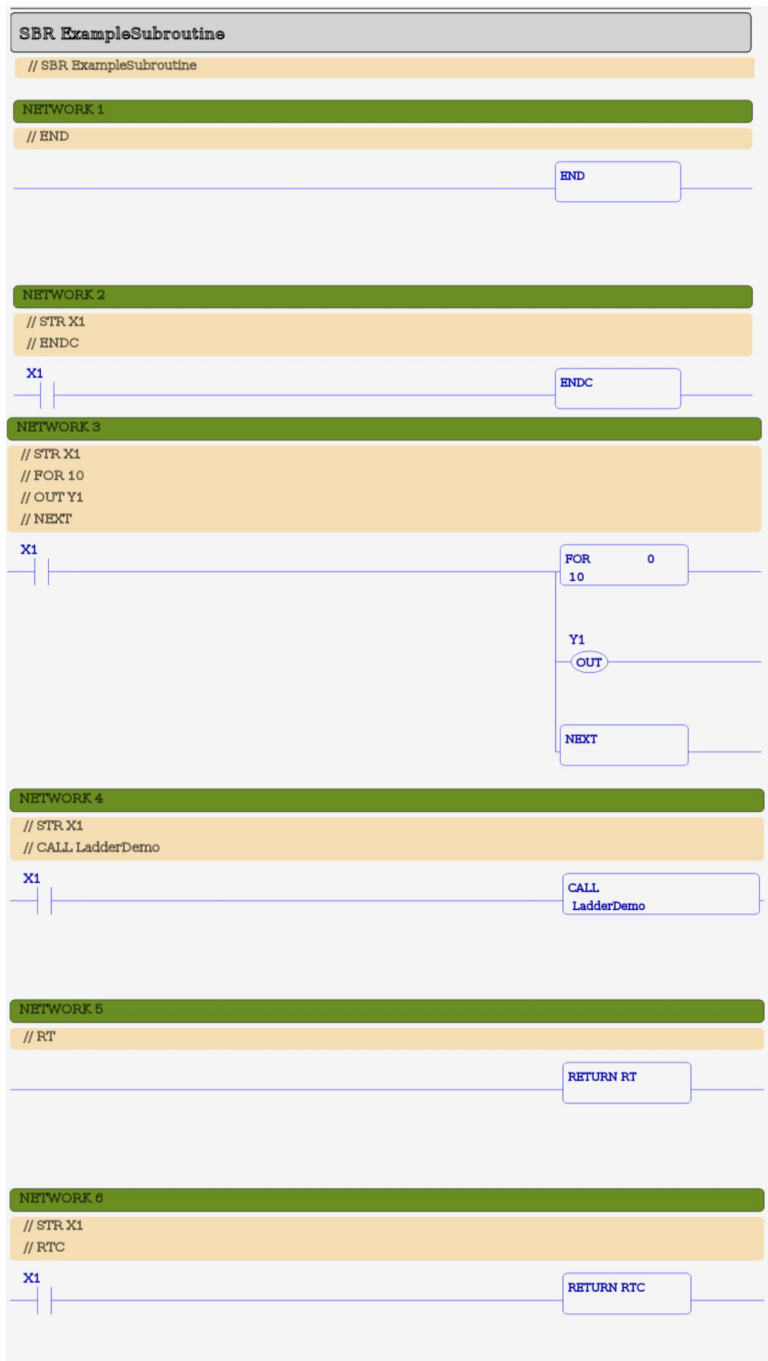 SBR ExampleSubroutine
// SBR ExampleSubroutine
NETWORK 1
// END
END
NETWORK 2
// STR X1
// ENDC
X1
ENDC
NETWORK 3
// STR X1
// FOR 10
// OUT Y1
// NEXT
X1
FOR 0
10
Y1
OUT
NEXT
NETWORK 4
// STR X1
// CALL LadderDemo
X1
CALL
LadderDemo
NETWORK 5
// RT
RETURN RT
NETWORK 6
// STR X1
// RTC
X1
RETURN RTC